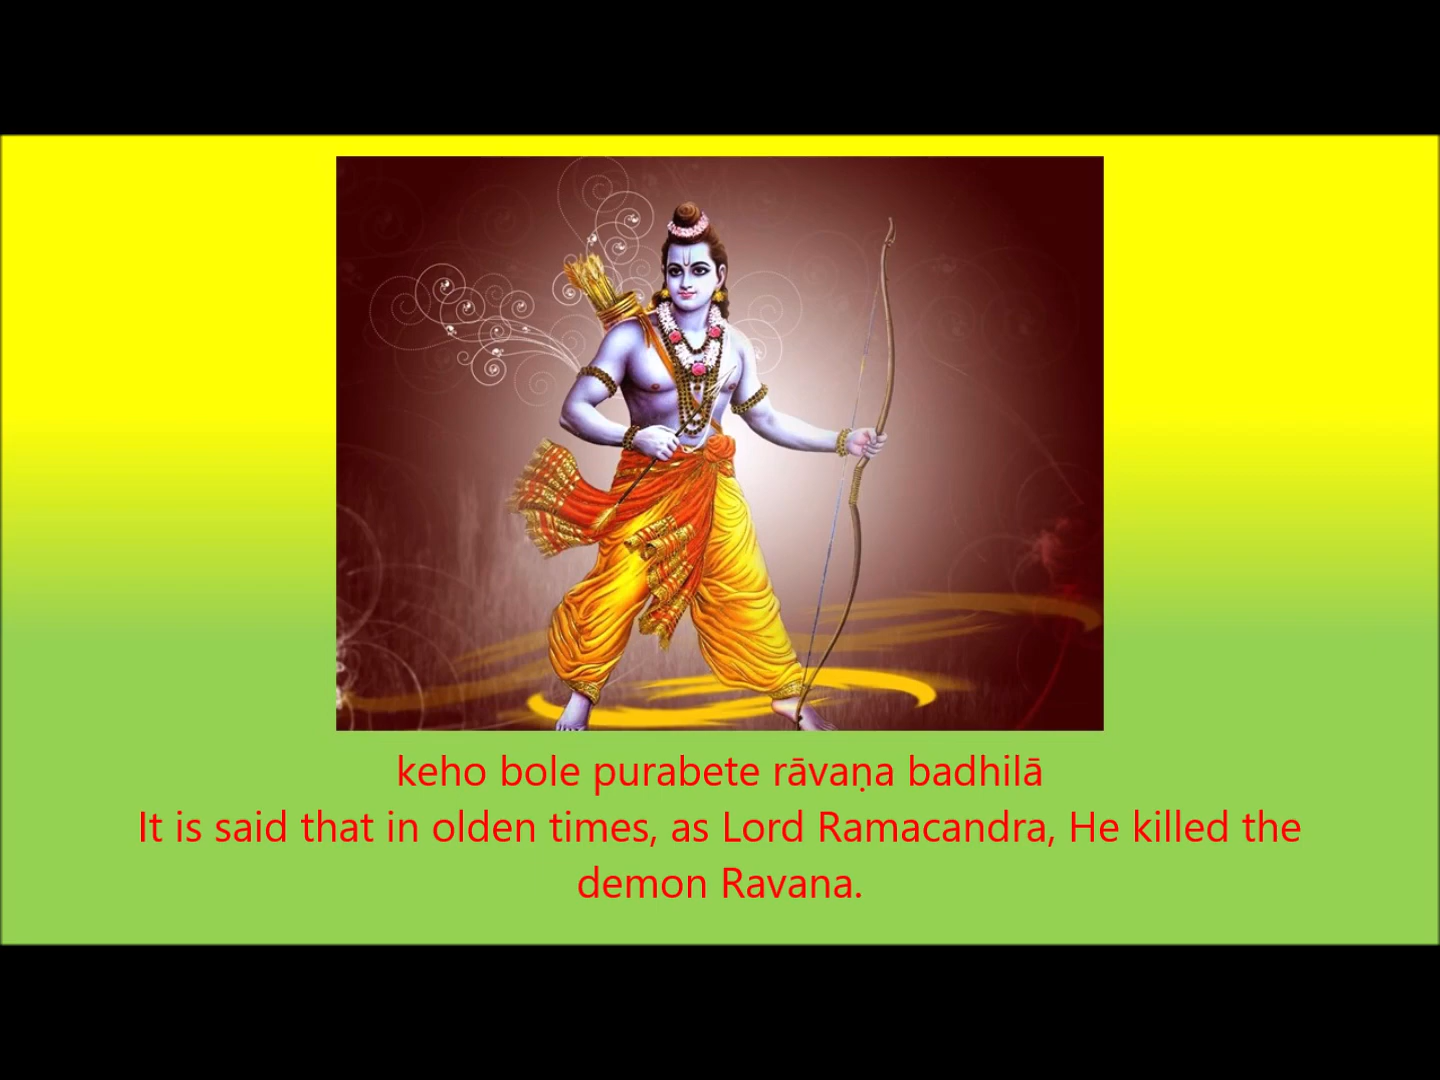 keho bole purabete rāvaṇa badhilā
It is said that in olden times, as Lord Ramacandra, He killed the
demon Ravana.